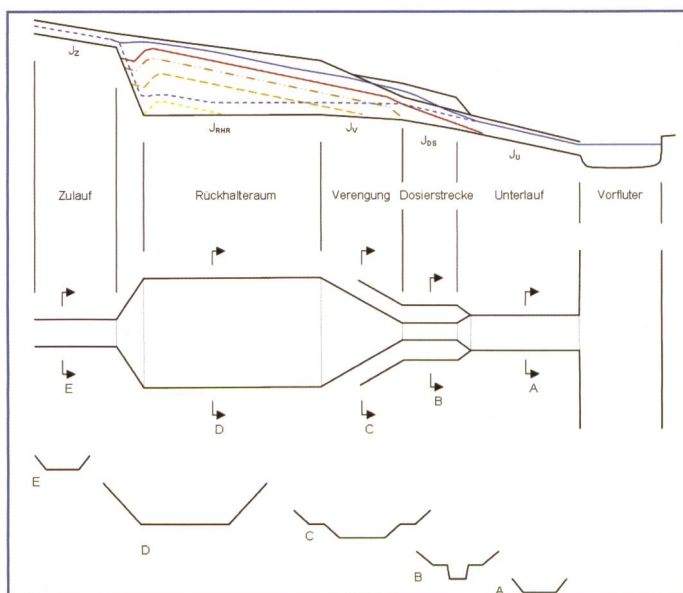 J_Z
J_RHR J_V J_DS J_U
Zulauf Rückhalteraum Verengung Dosierstrecke Unterlauf Vorfluter
E D C B A
E
D
C
B
A